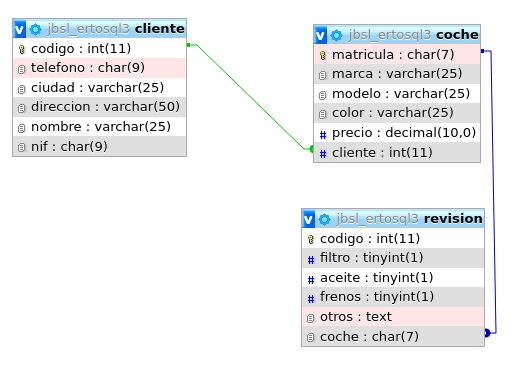 v jbsl_ertosql3 cliente
codigo : int(11)
telefono : char(9)
ciudad : varchar(25)
direccion : varchar(50)
nombre : varchar(25)
nif : char(9)
v jbsl_ertosql3 coche
matricula : char(7)
marca : varchar(25)
modelo : varchar(25)
color : varchar(25)
# precio : decimal(10,0)
# cliente : int(11)
v jbsl_ertosql3 revision
codigo : int(11)
# filtro : tinyint(1)
# aceite : tinyint(1)
# frenos : tinyint(1)
otros : text
coche : char(7)